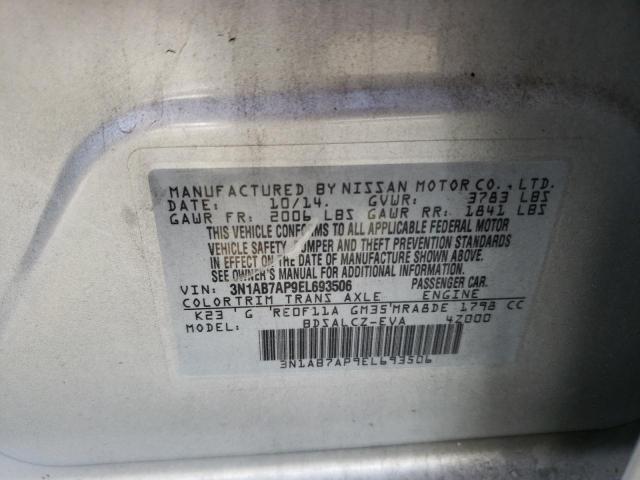 MANUFACTURED BY NISSAN MOTOR CO., LTD.
DATE: 10/14. GVWR: 3783 LBS
GAWR FR: 2006 LBS GAWR RR: 1841 LBS
THIS VEHICLE CONFORMS TO ALL APPLICABLE FEDERAL MOTOR
VEHICLE SAFETY, BUMPER AND THEFT PREVENTION STANDARDS
IN EFFECT ON THE DATE OF MANUFACTURE SHOWN ABOVE.
SEE OWNER'S MANUAL FOR ADDITIONAL INFORMATION.
VIN: 3N1AB7AP9EL693506 PASSENGER CAR.
COLOR TRIM TRANS AXLE ENGINE
K23 'G 'RE0F11A GM35'MRA8DE 1798 CC
MODEL: BDSALCZ-EVA 4Z000
3N1AB7AP9EL693506